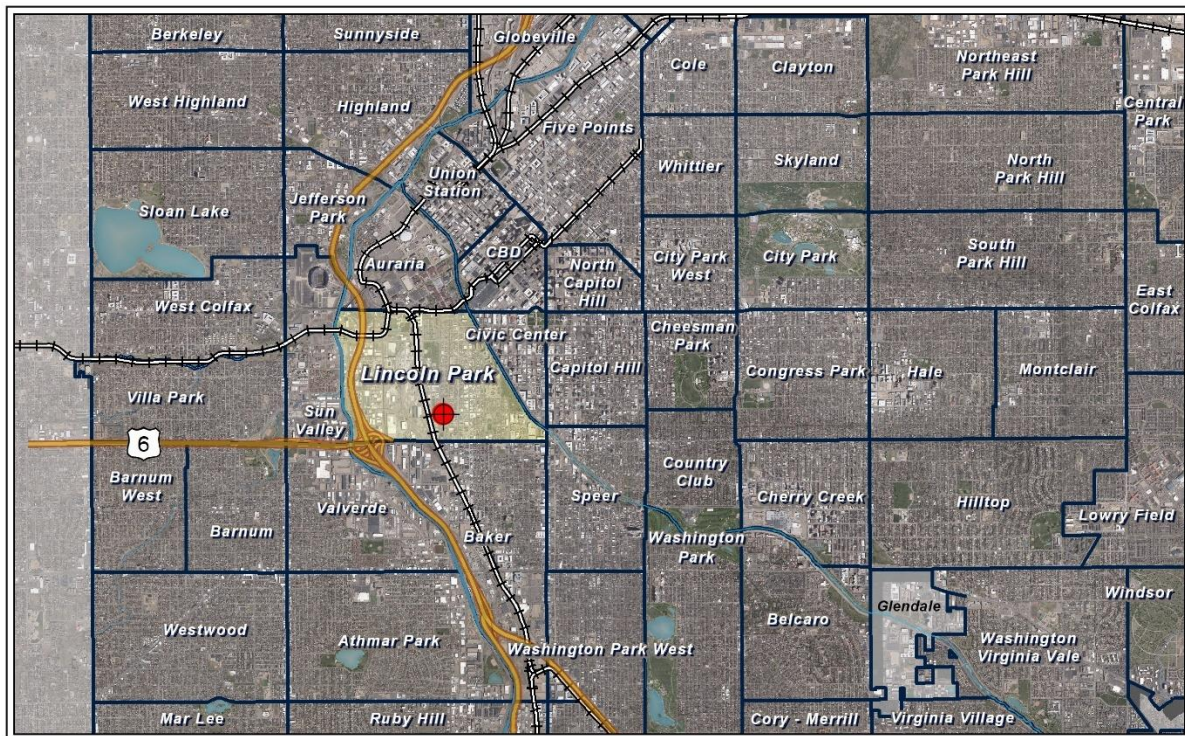 Berkeley
Sunnyside
Globeville
Cole
Clayton
Northeast
Park Hill
West Highland
Highland
Central
Park
Five Points
Whittier
Skyland
North
Park Hill
Union
Station
Jefferson
Park
Sloan Lake
Auraria
CBD
North
Capitol
Hill
City Park
West
City Park
South
Park Hill
West Colfax
East
Colfax
Civic Center
Cheesman
Park
Lincoln Park
Capitol Hill
Congress Park
Hale
Montclair
Villa Park
Sun
Valley
6
Barnum
West
Barnum
Valverde
Baker
Speer
Country
Club
Cherry Creek
Hilltop
Lowry Field
Washington
Park
Westwood
Athmar Park
Washington Park West
Belcaro
Glendale
Washington
Virginia Vale
Windsor
Mar Lee
Ruby Hill
Cory - Merrill
Virginia Village